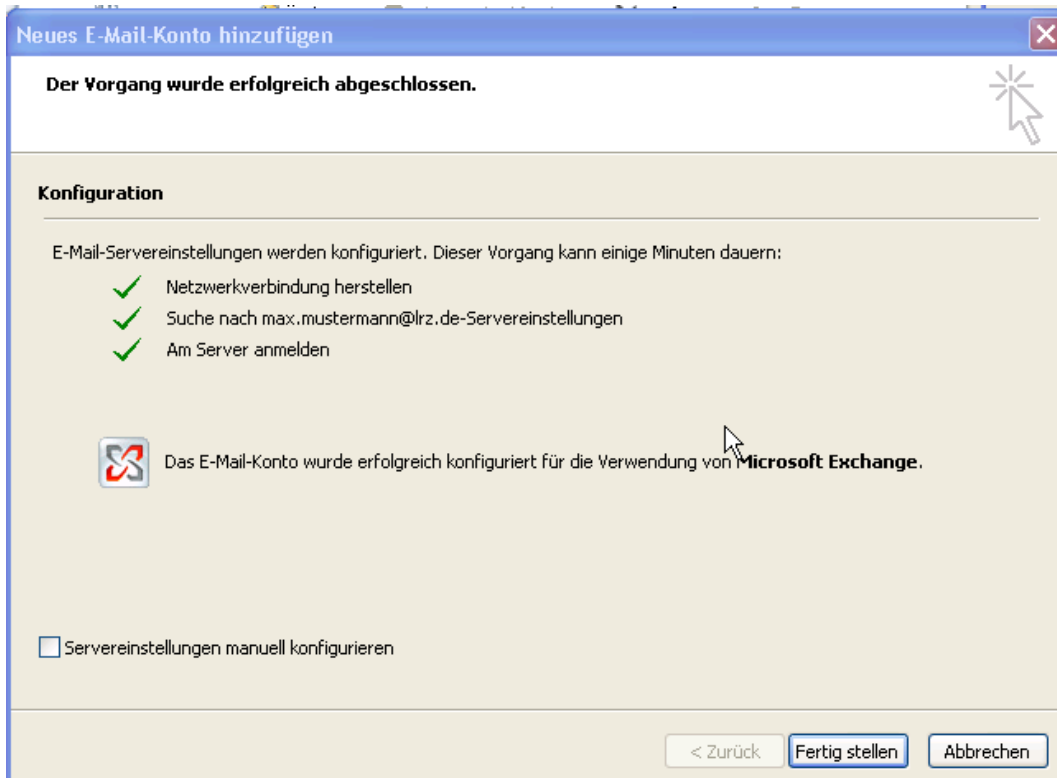 Neues E-Mail-Konto hinzufügen
Der Vorgang wurde erfolgreich abgeschlossen.
Konfiguration
E-Mail-Servereinstellungen werden konfiguriert. Dieser Vorgang kann einige Minuten dauern:
Netzwerkverbindung herstellen
Suche nach max.mustermann@lrz.de-Servereinstellungen
Am Server anmelden
Das E-Mail-Konto wurde erfolgreich konfiguriert für die Verwendung von Microsoft Exchange.
Servereinstellungen manuell konfigurieren
< Zurück Fertig stellen Abbrechen